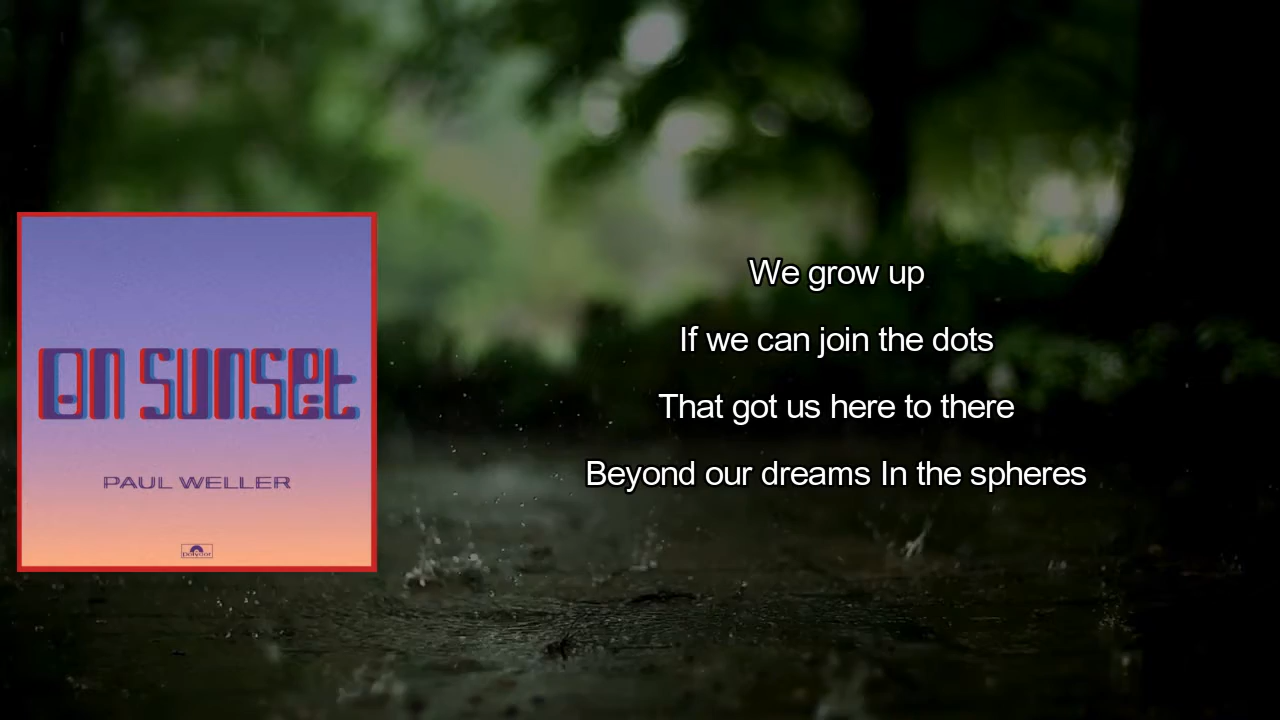 on sunset
PAUL WELLER
polydor
We grow up
If we can join the dots
That got us here to there
Beyond our dreams In the spheres